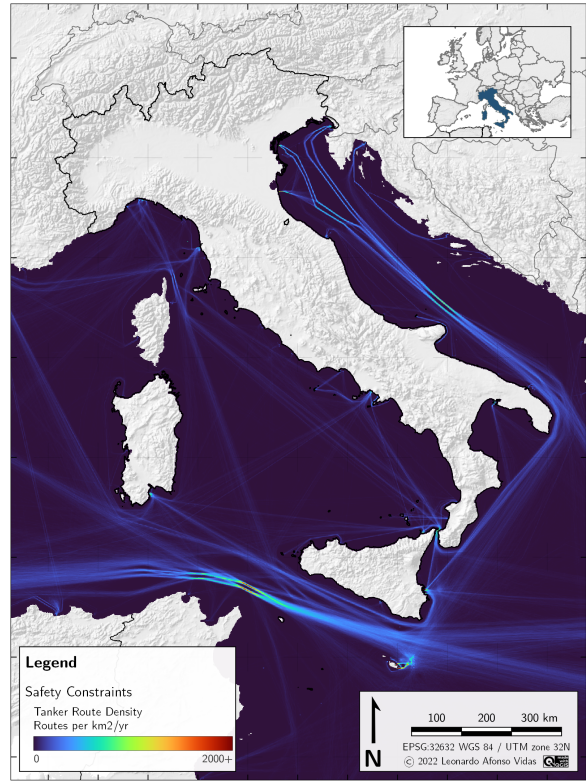 Legend
Safety Constraints
Tanker Route Density
Routes per km2/yr
0 2000+
N
100 200 300 km
EPSG:32632 WGS 84 / UTM zone 32N
© 2022 Leonardo Afonso Vidas